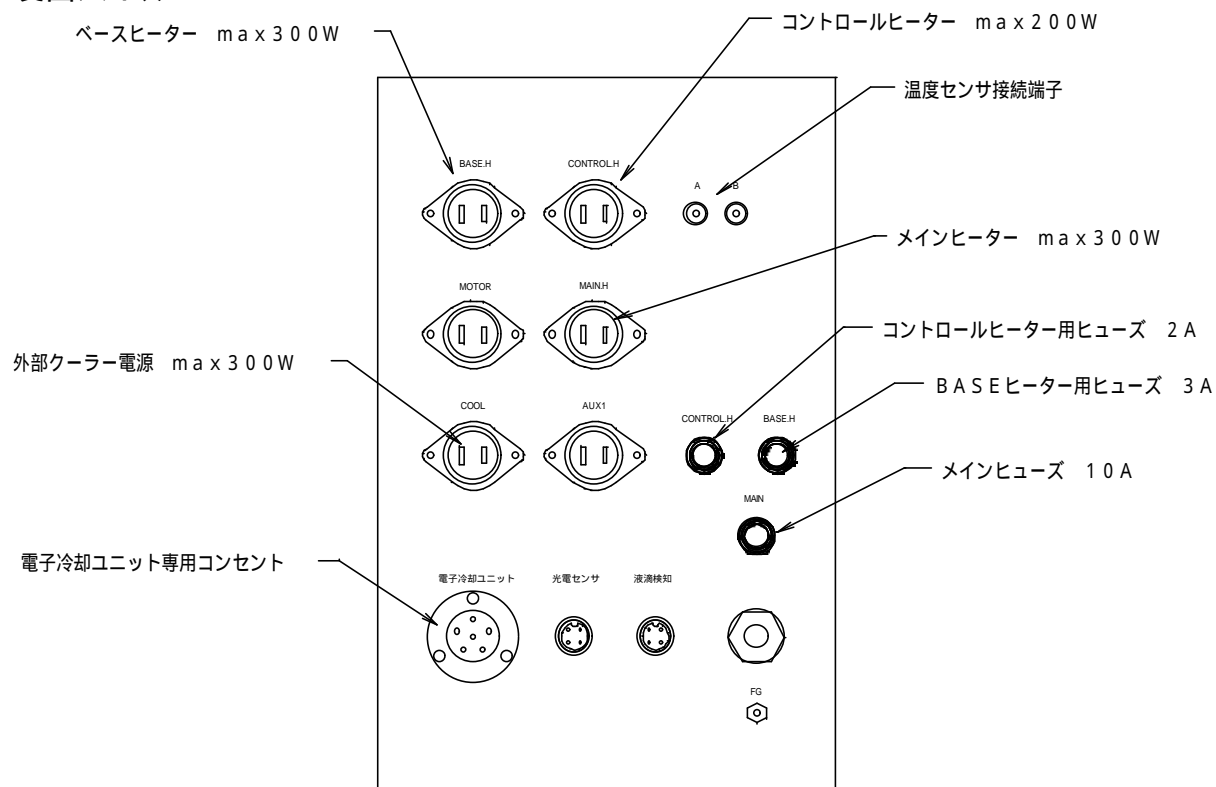 ベースヒーター　ｍａｘ３００Ｗ
コントロールヒーター　ｍａｘ２００Ｗ
温度センサ接続端子
BASE.H
CONTROL.H
A
B
メインヒーター　ｍａｘ３００Ｗ
MOTOR
MAIN.H
コントロールヒーター用ヒューズ　２Ａ
外部クーラー電源　ｍａｘ３００Ｗ
ＢＡＳＥヒーター用ヒューズ　３Ａ
COOL
AUX1
CONTROL.H
BASE.H
メインヒューズ　１０Ａ
MAIN
電子冷却ユニット専用コンセント
電子冷却ユニット
光電センサ
液滴検知
FG